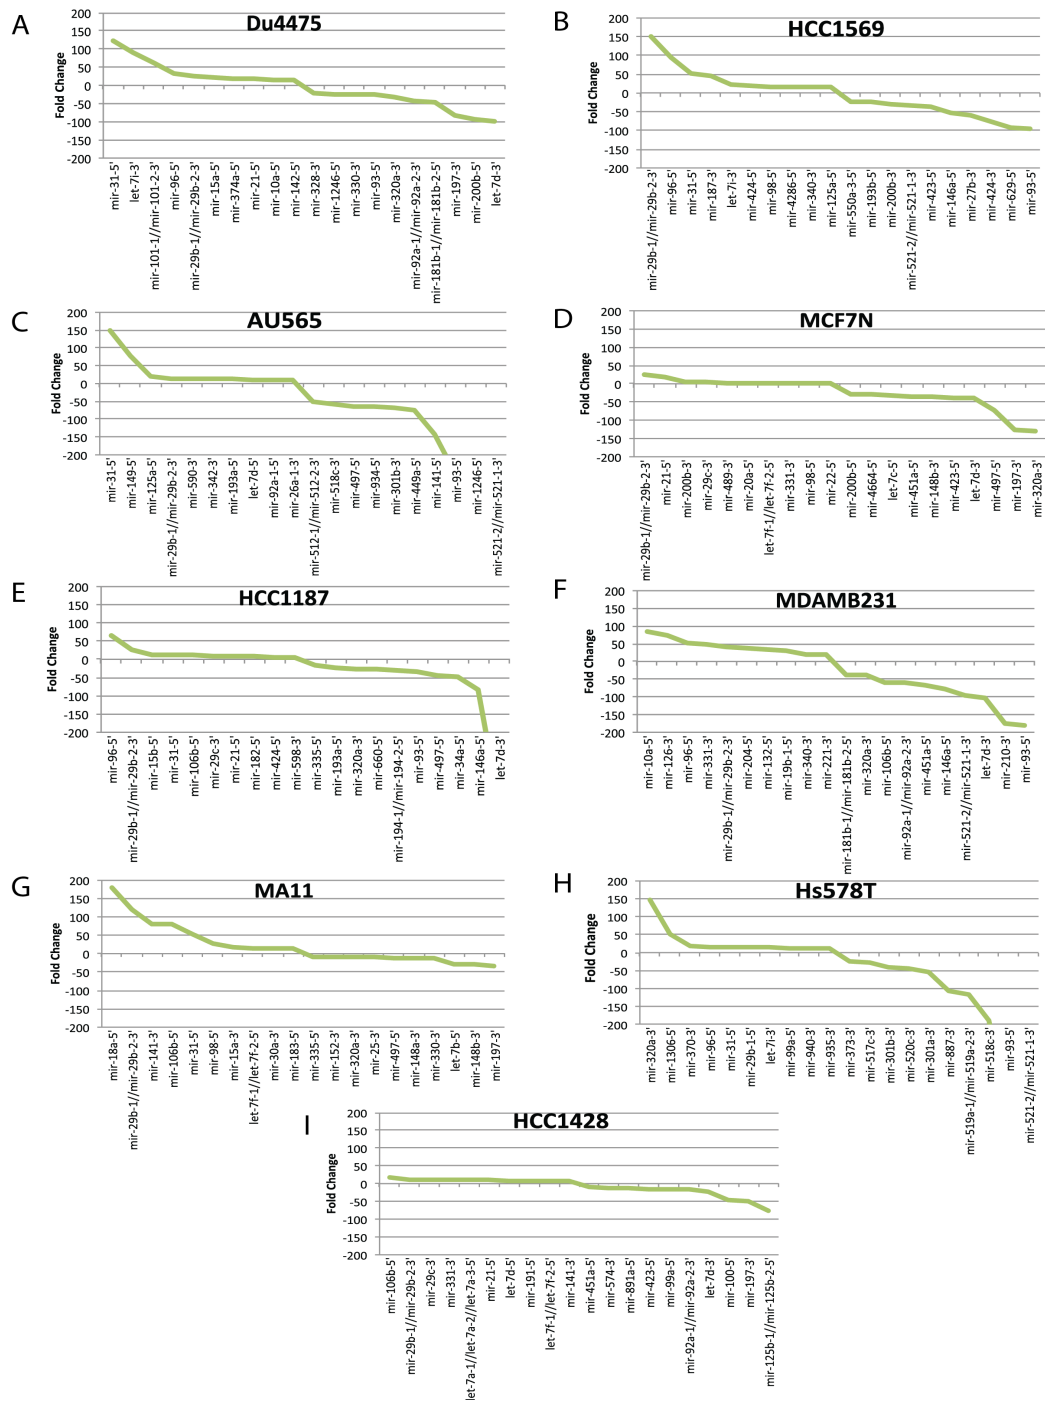 A
Du4475
Fold Change
200
150
100
50
0
-50
-100
-150
-200
mir-31-5'
let-7i-3'
mir-101-1//mir-101-2-3'
mir-96-5'
mir-29b-1//mir-29b-2-3'
mir-15a-5'
mir-374a-5'
mir-21-5'
mir-10a-5'
mir-142-5'
mir-328-3'
mir-1246-5'
mir-330-3'
mir-93-5'
mir-320a-3'
mir-92a-1//mir-92a-2-3'
mir-181b-1//mir-181b-2-5'
mir-197-3'
mir-200b-5'
let-7d-3'
B
HCC1569
Fold Change
200
150
100
50
0
-50
-100
-150
-200
mir-29b-1//mir-29b-2-3'
mir-96-5'
mir-31-5'
mir-187-3'
let-7i-3'
mir-424-5'
mir-98-5'
mir-4286-5'
mir-340-3'
mir-125a-5'
mir-550a-3-5'
mir-193b-5'
mir-200b-3'
mir-521-2//mir-521-1-3'
mir-423-5'
mir-146a-5'
mir-27b-3'
mir-424-3'
mir-629-5'
mir-93-5'
C
AU565
Fold Change
200
150
100
50
0
-50
-100
-150
-200
mir-31-5'
mir-149-5'
mir-125a-5'
mir-29b-1//mir-29b-2-3'
mir-590-3'
mir-342-3'
mir-193a-5'
let-7d-5'
mir-92a-1-5'
mir-26a-1-3'
mir-512-1//mir-512-2-3'
mir-518c-3'
mir-497-5'
mir-934-5'
mir-301b-3'
mir-449a-5'
mir-141-5'
mir-93-5'
mir-1246-5'
mir-521-2//mir-521-1-3'
D
MCF7N
Fold Change
200
150
100
50
0
-50
-100
-150
-200
mir-29b-1//mir-29b-2-3'
mir-21-5'
mir-200b-3'
mir-29c-3'
mir-489-3'
mir-20a-5'
let-7f-1//let-7f-2-5'
mir-331-3'
mir-98-5'
mir-22-5'
mir-200b-5'
mir-4664-5'
let-7c-5'
mir-451a-5'
mir-148b-3'
mir-423-5'
let-7d-3'
mir-497-5'
mir-197-3'
mir-320a-3'
E
HCC1187
Fold Change
200
150
100
50
0
-50
-100
-150
-200
mir-96-5'
mir-29b-1//mir-29b-2-3'
mir-15b-5'
mir-31-5'
mir-106b-5'
mir-29c-3'
mir-21-5'
mir-182-5'
mir-424-5'
mir-598-3'
mir-335-5'
mir-193a-5'
mir-320a-3'
mir-660-5'
mir-194-1//mir-194-2-5'
mir-93-5'
mir-497-5'
mir-34a-5'
mir-146a-5'
let-7d-3'
F
MDAMB231
Fold Change
200
150
100
50
0
-50
-100
-150
-200
mir-10a-5'
mir-126-3'
mir-96-5'
mir-331-3'
mir-29b-1//mir-29b-2-3'
mir-204-5'
mir-132-5'
mir-19b-1-5'
mir-340-3'
mir-221-3'
mir-181b-1//mir-181b-2-5'
mir-320a-3'
mir-106b-5'
mir-92a-1//mir-92a-2-3'
mir-451a-5'
mir-146a-5'
mir-521-2//mir-521-1-3'
let-7d-3'
mir-210-3'
mir-93-5'
G
MA11
Fold Change
200
150
100
50
0
-50
-100
-150
-200
mir-18a-5'
mir-29b-1//mir-29b-2-3'
mir-141-3'
mir-106b-5'
mir-31-5'
mir-98-5'
mir-15a-3'
let-7f-1//let-7f-2-5'
mir-30a-3'
mir-183-5'
mir-335-5'
mir-152-3'
mir-320a-3'
mir-25-3'
mir-497-5'
mir-148a-3'
mir-330-3'
let-7b-5'
mir-148b-3'
mir-197-3'
H
Hs578T
Fold Change
200
150
100
50
0
-50
-100
-150
-200
mir-320a-3'
mir-1306-5'
mir-370-3'
mir-96-5'
mir-31-5'
mir-29b-1-5'
let-7i-3'
mir-99a-5'
mir-940-3'
mir-935-3'
mir-373-3'
mir-517c-3'
mir-301b-3'
mir-520c-3'
mir-301a-3'
mir-887-3'
mir-519a-1//mir-519a-2-3'
mir-518c-3'
mir-93-5'
mir-521-2//mir-521-1-3'
I
HCC1428
Fold Change
200
150
100
50
0
-50
-100
-150
-200
mir-106b-5'
mir-29b-1//mir-29b-2-3'
mir-29c-3'
mir-331-3'
let-7a-1//let-7a-2//let-7a-3-5'
mir-21-5'
let-7d-5'
mir-191-5'
let-7f-1//let-7f-2-5'
mir-141-3'
mir-451a-5'
mir-574-3'
mir-891a-5'
mir-423-5'
mir-99a-5'
mir-92a-1//mir-92a-2-3'
let-7d-3'
mir-100-5'
mir-197-3'
mir-125b-1//mir-125b-2-5'